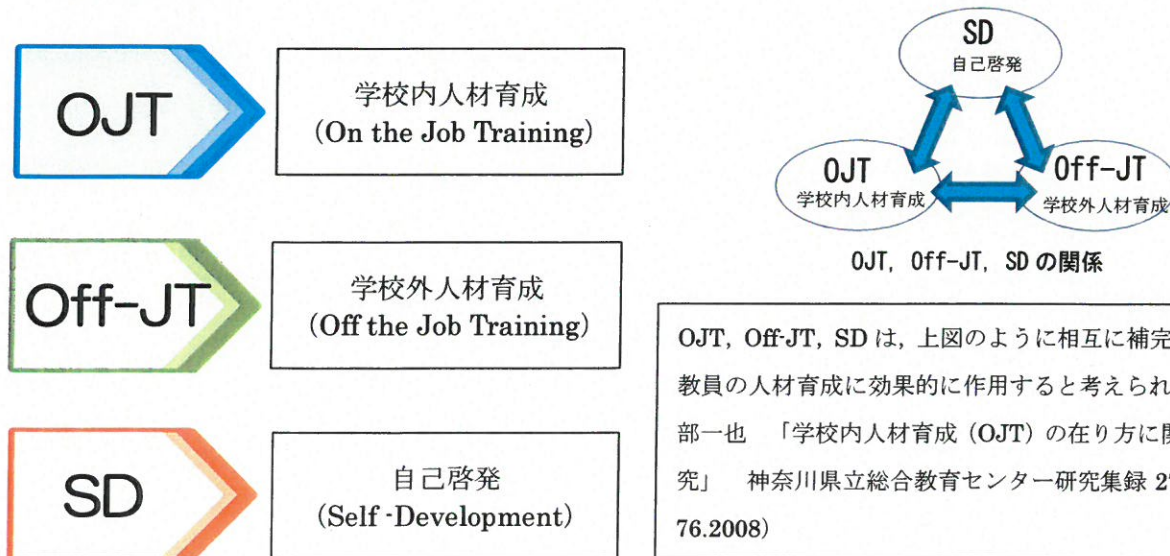 OJT
学校内人材育成
(On the Job Training)
Off-JT
学校外人材育成
(Off the Job Training)
SD
自己啓発
(Self-Development)
SD
自己啓発
OJT
学校内人材育成
Off-JT
学校外人材育成
OJT, Off-JT, SD の関係
OJT, Off-JT, SD は, 上図のように相互に補完
教員の人材育成に効果的に作用すると考えられ
部一也 「学校内人材育成(OJT)の在り方に
究」 神奈川県立総合教育センター研究集録
76.2008)